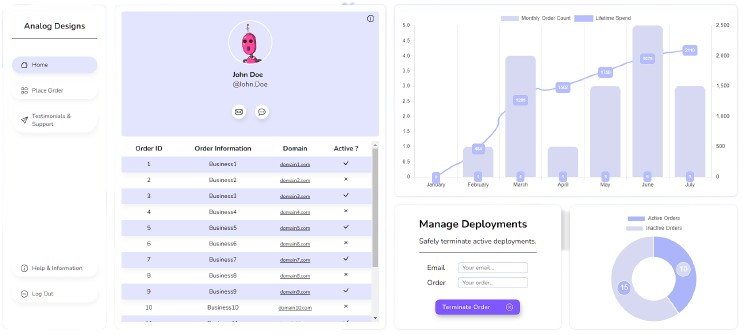 Analog Designs
Home
Place Order
Testimonials &
Support
Help & Information
Log Out
John Doe
@John.Doe
Order ID Order Information Domain Active ?
1 Business1 domain1.com
2 Business2 domain2.com
3 Business3 domain3.com
4 Business4 domain4.com
5 Business5 domain5.com
6 Business6 domain6.com
7 Business7 domain7.com
8 Business8 domain8.com
9 Business9 domain9.com
10 Business10 domain10.com
Monthly Order Count Lifetime Spend
5.0 2,500
4.5
4.0 2,000
3.5
3.0 1,500
2.5
2.0 1,000
1.5
1.0 500
0.5
0 0
January February March April May June July
Manage Deployments
Safely terminate active deployments.
Email Your email...
Order Your order...
Terminate Order
Active Orders
Inactive Orders
15